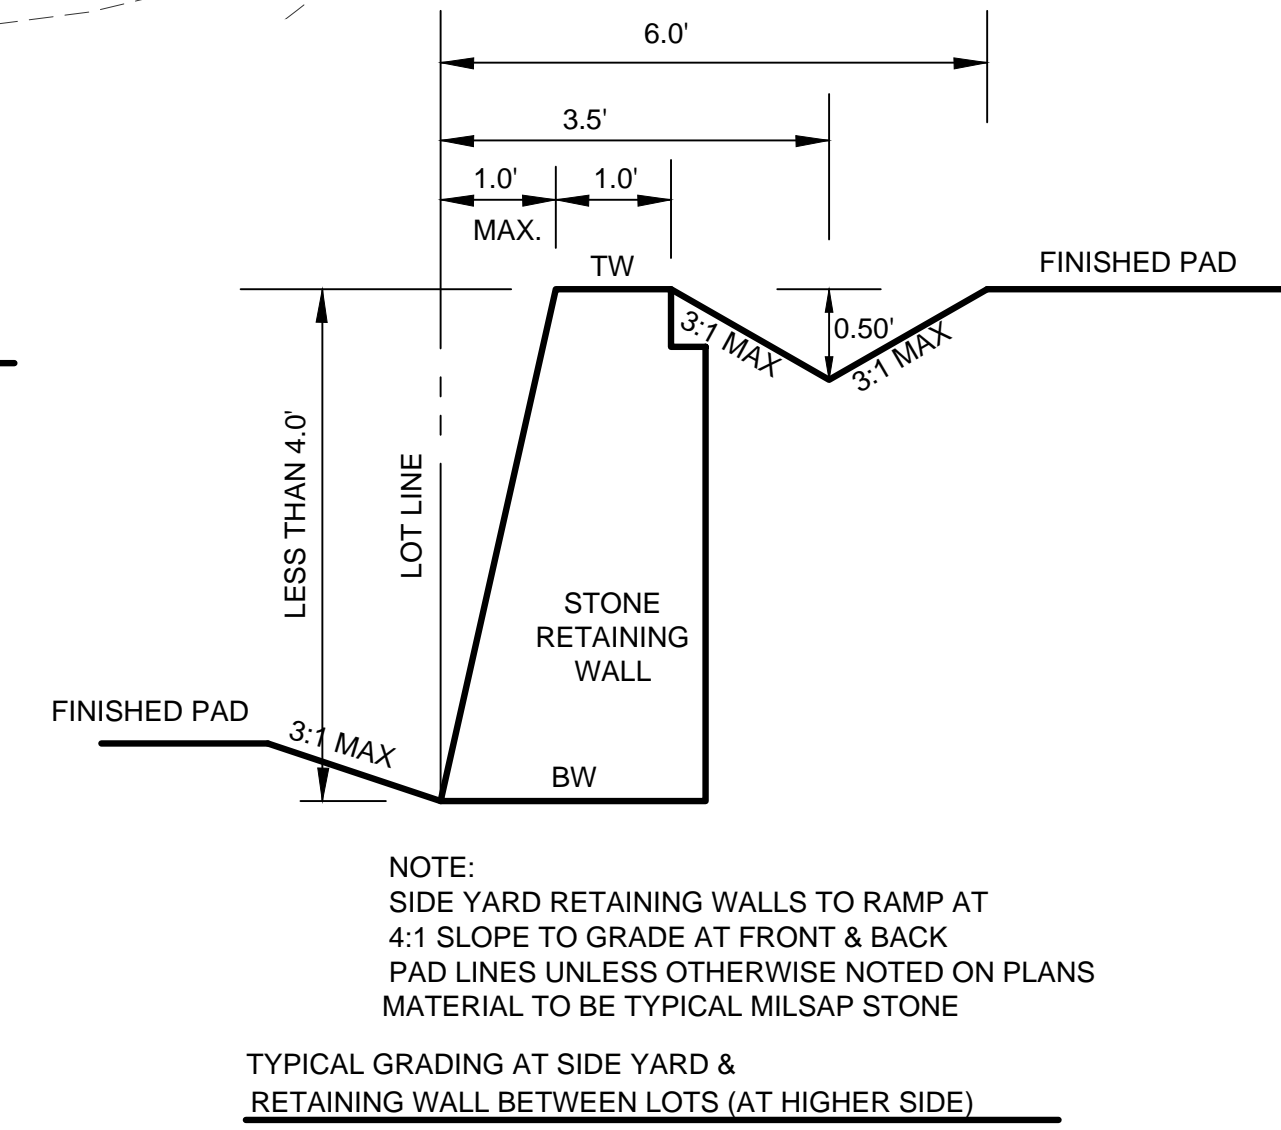 6.0'
3.5'
1.0'
1.0'
MAX.
TW
FINISHED PAD
3:1 MAX
0.50'
3:1 MAX
LESS THAN 4.0'
LOT LINE
STONE
RETAINING
WALL
FINISHED PAD
3:1 MAX
BW
NOTE:
SIDE YARD RETAINING WALLS TO RAMP AT
4:1 SLOPE TO GRADE AT FRONT & BACK
PAD LINES UNLESS OTHERWISE NOTED ON PLANS
MATERIAL TO BE TYPICAL MILSAP STONE
TYPICAL GRADING AT SIDE YARD &
RETAINING WALL BETWEEN LOTS (AT HIGHER SIDE)